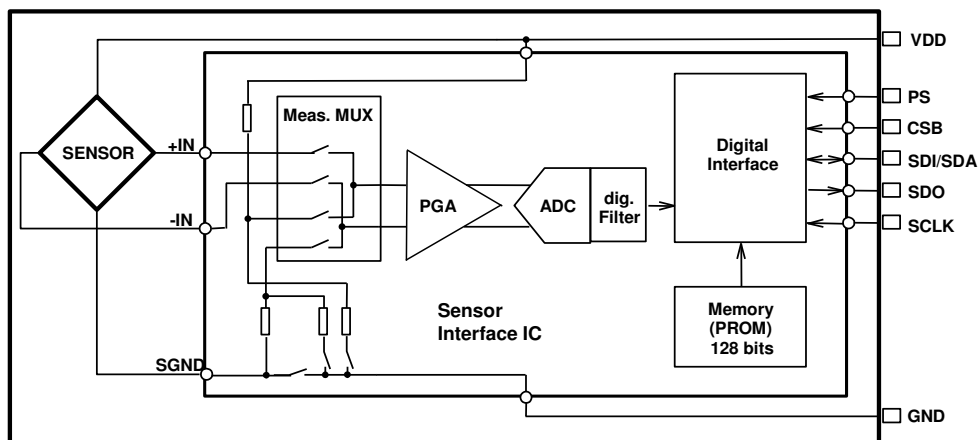 VDD
PS
Meas. MUX
CSB
+IN
SENSOR
Digital
Interface
SDI/SDA
PGA
ADC
dig.
Filter
SDO
-IN
SCLK
Sensor
Interface IC
Memory
(PROM)
128 bits
SGND
GND